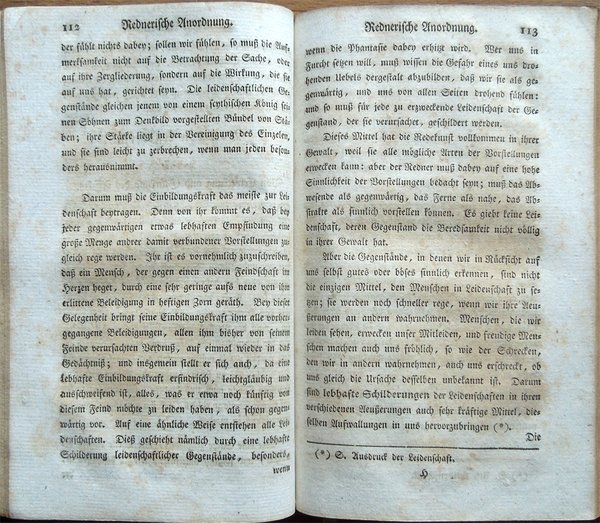 112 Rednerische Anordnung.
der fühlt nichts dabey; sollen wir fühlen, so muß die Auf-
merksamkeit nicht auf die Betrachtung der Sache, oder
auf ihre Zergliederung, sondern auf die Wirkung, die sie
auf uns hat, gerichtet seyn. Die leidenschaftlichen Ge-
genstände gleichen jenen von einem scythischen König sei-
nen Söhnen zum Denkbild vorgestellten Bündel von Stä-
ben; ihre Stärke liegt in der Vereinigung des Einzelen,
und sie sind leicht zu zerbrechen, wenn man jeden beson-
ders herausnimmt.
Darum muß die Einbildungskraft das meiste zur Lei-
denschaft beytragen. Denn von ihr kommt es, daß bey
jeder gegenwärtigen etwas lebhaften Empfindung eine
große Menge andrer damit verbundener Vorstellungen zu-
gleich rege werden. Ihr ist es vornehmlich zuzuschreiben,
daß ein Mensch, der gegen einen andern Feindschaft im
Herzen heget, durch eine sehr geringe aufs neue von ihm
erlittene Beleidigung in heftigen Zorn geräth. Bey dieser
Gelegenheit bringt seine Einbildungskraft ihm alle vorher-
gegangene Beleidigungen, allen ihm bisher von seinem
Feinde verursachten Verdruß, auf einmal wieder in das
Gedächtniß; und insgemein stellt er sich auch, da eine
lebhafte Einbildungskraft erfindrisch, leichtgläubig und
ausschweifend ist, alles, was er etwa noch künftig von
diesem Feind möchte zu leiden haben, als schon gegen-
wärtig vor. Auf eine ähnliche Weise entstehen alle Lei-
denschaften. Dieß geschieht nämlich durch eine lebhafte
Schilderung leidenschaftlicher Gegenstände, besonders,
wenn
Rednerische Anordnung. 113
wenn die Phantasie dabey erhitzt wird. Wer uns in
Furcht setzen will, muß wissen die Gefahr eines uns dro-
henden Uebels dergestalt abzubilden, daß wir sie als ge-
genwärtig, und uns von allen Seiten drohend fühlen:
und so muß für jede zu erzweckende Leidenschaft der Ge-
genstand, der sie verursachet, geschildert werden.
Dieses Mittel hat die Redekunst vollkommen in ihrer
Gewalt, weil sie alle mögliche Arten der Vorstellungen
erwecken kann: aber der Redner muß dabey auf eine hohe
Sinnlichkeit der Vorstellungen bedacht seyn; muß das Ab-
wesende als gegenwärtig, das Ferne als nahe, das Ab-
strakte als sinnlich vorstellen können. Es giebt keine Lei-
denschaft, deren Gegenstand die Beredsamkeit nicht völlig
in ihrer Gewalt hat.
Aber die Gegenstände, in denen wir in Rücksicht auf
uns selbst gutes oder böses sinnlich erkennen, sind nicht
die einzigen Mittel, den Menschen in Leidenschaft zu se-
tzen; sie werden noch schneller rege, wenn wir ihre Aeu-
ßerungen an andern wahrnehmen. Menschen, die wir
leiden sehen, erwecken unser Mitleiden, und freudige Men-
schen machen auch uns fröhlich, so wie der Schrecken,
den wir in andern wahrnehmen, auch uns erschreckt, ob
uns gleich die Ursache desselben unbekannt ist. Darum
sind lebhafte Schilderungen der Leidenschaften in ihren
verschiedenen Aeußerungen auch sehr kräftige Mittel, die-
selben Aufwallungen in uns hervorzubringen (*).
Die
(*) S. Ausdruck der Leidenschaft.
H